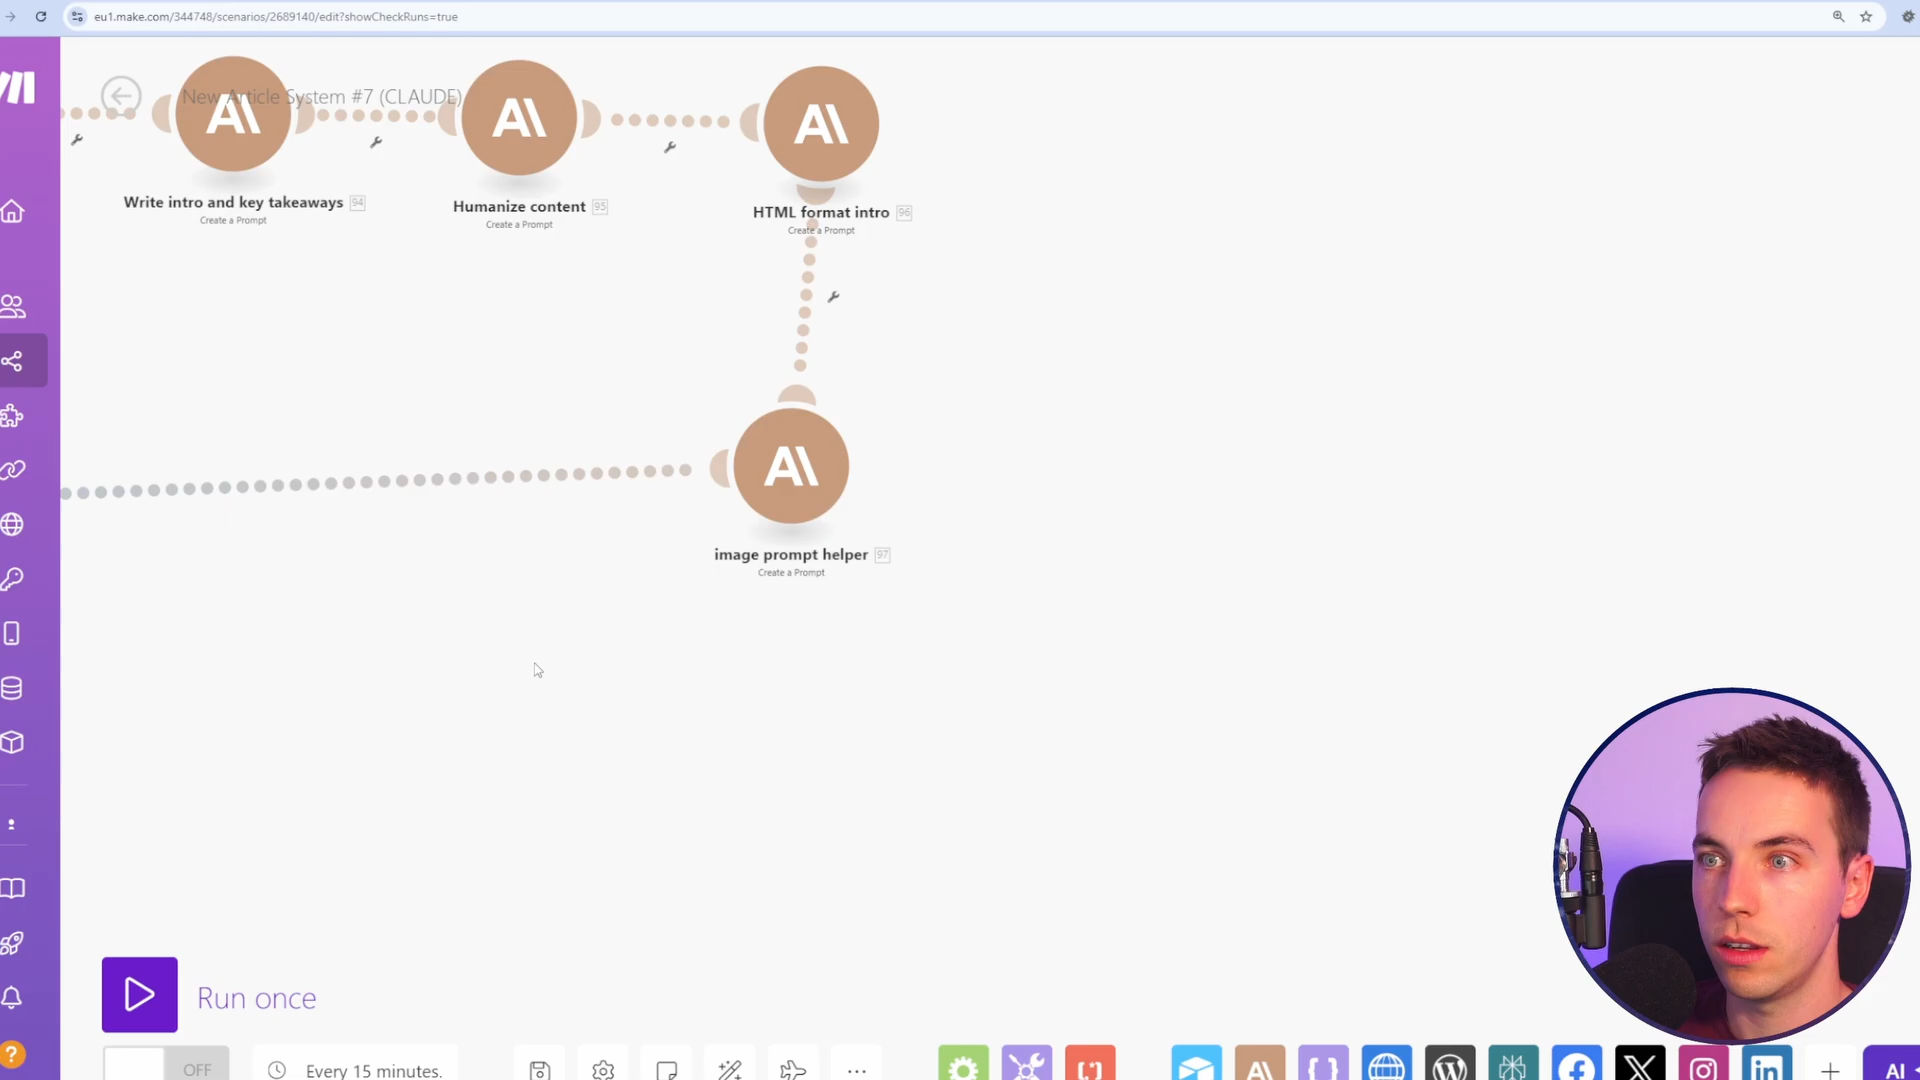 eu1.make.com/344748/scenarios/2689140/edit?showCheckRuns=true
New Article System #7 (CLAUDE)
Write intro and key takeaways 94
Create a Prompt
Humanize content 95
Create a Prompt
HTML format intro 96
Create a Prompt
image prompt helper 97
Create a Prompt
Run once
OFF
Every 15 minutes.
AI